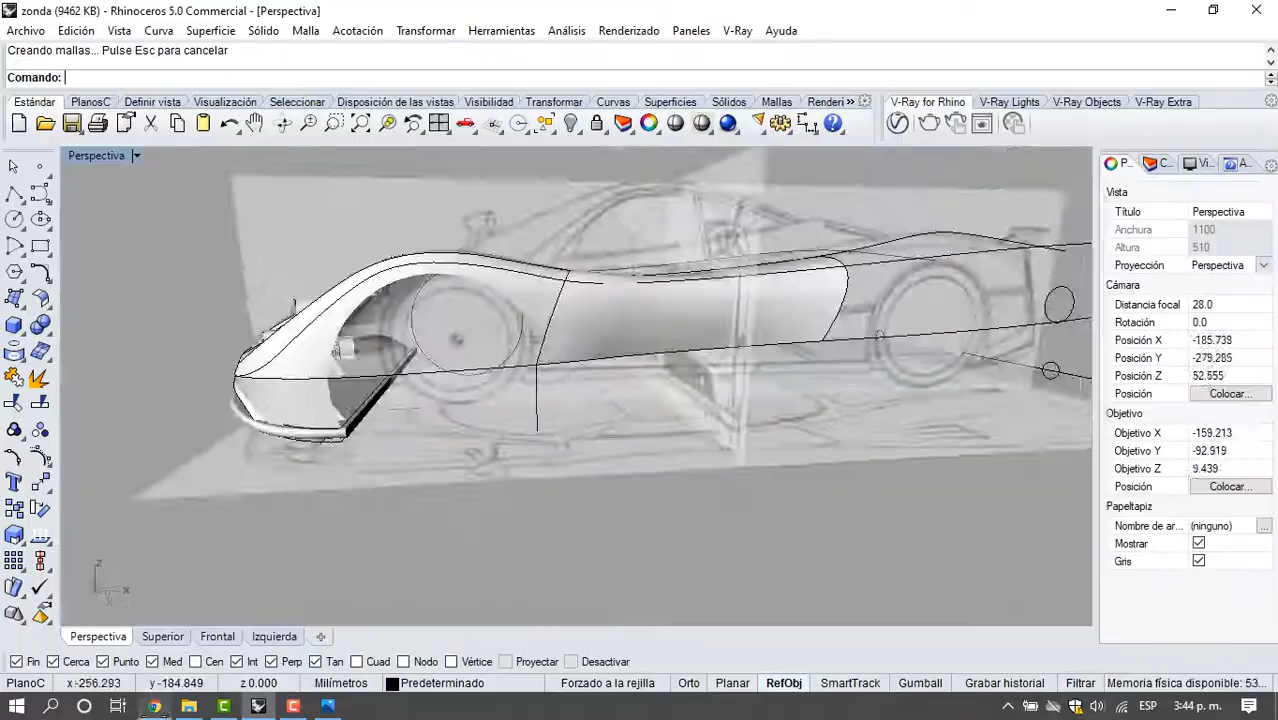 zonda (9462 KB) - Rhinoceros 5.0 Commercial - [Perspectiva]
Archivo Edición Vista Curva Superficie Sólido Malla Acotación Transformar Herramientas Análisis Renderizado Paneles V-Ray Ayuda
Creando mallas... Pulse Esc para cancelar
Comando:
Estándar PlanosC Definir vista Visualización Seleccionar Disposición de las vistas Visibilidad Transformar Curvas Superficies Sólidos Mallas Renderi »
V-Ray for Rhino V-Ray Lights V-Ray Objects V-Ray Extra
Perspectiva
P... C... Vi... A...
Vista
Título Perspectiva
Anchura 1100
Altura 510
Proyección Perspectiva
Cámara
Distancia focal 28.0
Rotación 0.0
Posición X -185.733
Posición Y -279.285
Posición Z 52.555
Posición Colocar...
Objetivo
Objetivo X -159.213
Objetivo Y -92.919
Objetivo Z 9.439
Posición Colocar...
Papeltapiz
Nombre de ar... (ninguno) ...
Mostrar
Gris
z
x
Perspectiva Superior Frontal Izquierda
Fin Cerca Punto Med Cen Int Perp Tan Cuad Nodo Vértice Proyectar Desactivar
PlanoC x -256.293 y -184.849 z 0.000 Milímetros Predeterminado Forzado a la rejilla Orto Planar RefObj SmartTrack Gumball Grabar historial Filtrar Memoria física disponible: 53...
ESP 3:44 p. m.